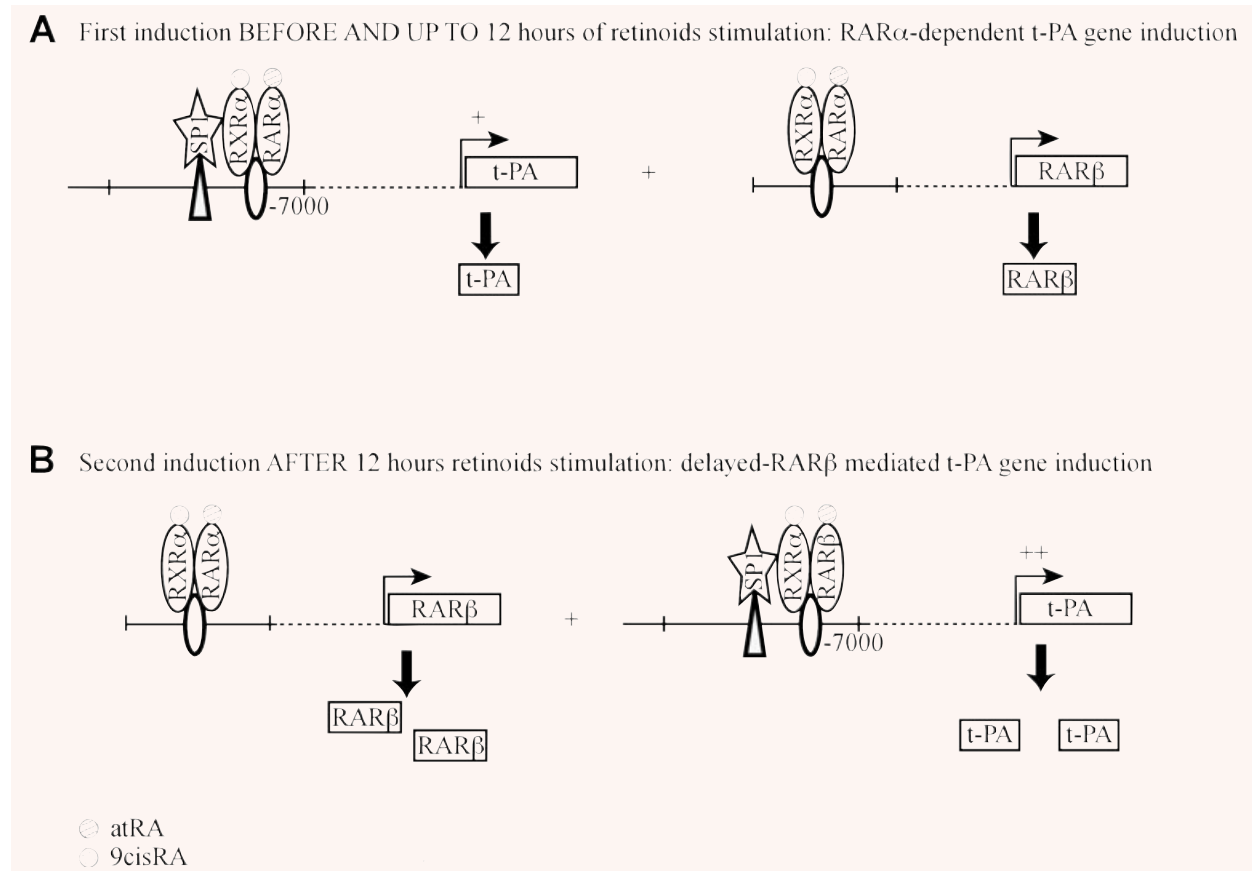 A First induction BEFORE AND UP TO 12 hours of retinoids stimulation: RARα-dependent t-PA gene induction
SP1 RXRα RARα
-7000
+
t-PA
t-PA
+
RXRα RARα
RARβ
RARβ
B Second induction AFTER 12 hours retinoids stimulation: delayed-RARβ mediated t-PA gene induction
RXRα RARα
RARβ
RARβ
RARβ
+
SP1 RXRα RARβ
-7000
++
t-PA
t-PA t-PA
atRA
9cisRA